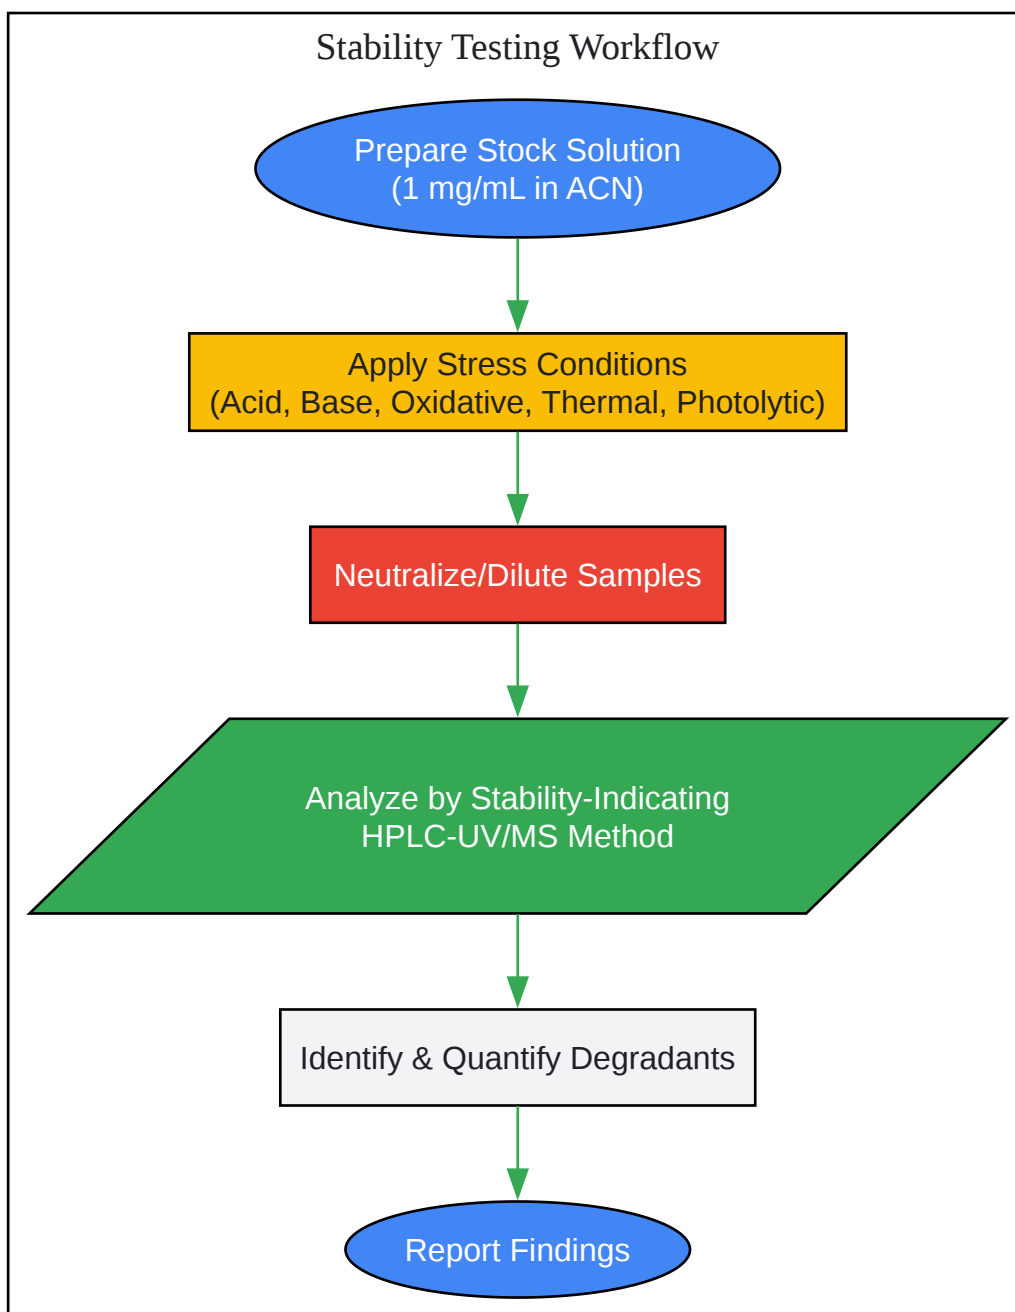 Stability Testing Workflow
Prepare Stock Solution
(1 mg/mL in ACN)
Apply Stress Conditions
(Acid, Base, Oxidative, Thermal, Photolytic)
Neutralize/Dilute Samples
Analyze by Stability-Indicating
HPLC-UV/MS Method
Identify & Quantify Degradants
Report Findings